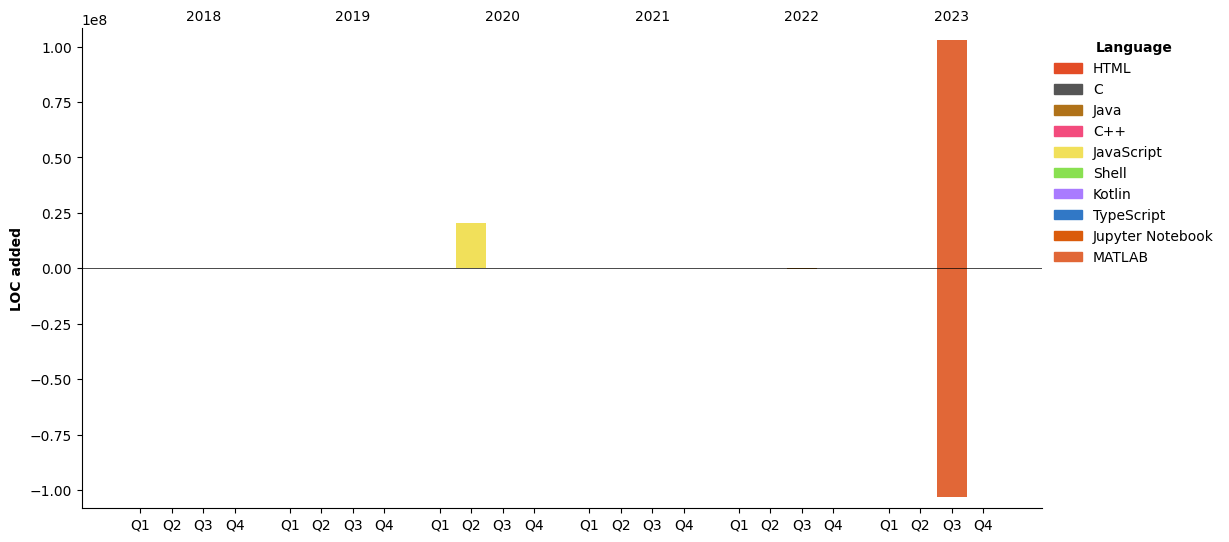 1e8
2018 2019 2020 2021 2022 2023
1.00
0.75
0.50
0.25
0.00
−0.25
−0.50
−0.75
−1.00
LOC added
Q1 Q2 Q3 Q4 Q1 Q2 Q3 Q4 Q1 Q2 Q3 Q4 Q1 Q2 Q3 Q4 Q1 Q2 Q3 Q4 Q1 Q2 Q3 Q4
Language
HTML
C
Java
C++
JavaScript
Shell
Kotlin
TypeScript
Jupyter Notebook
MATLAB